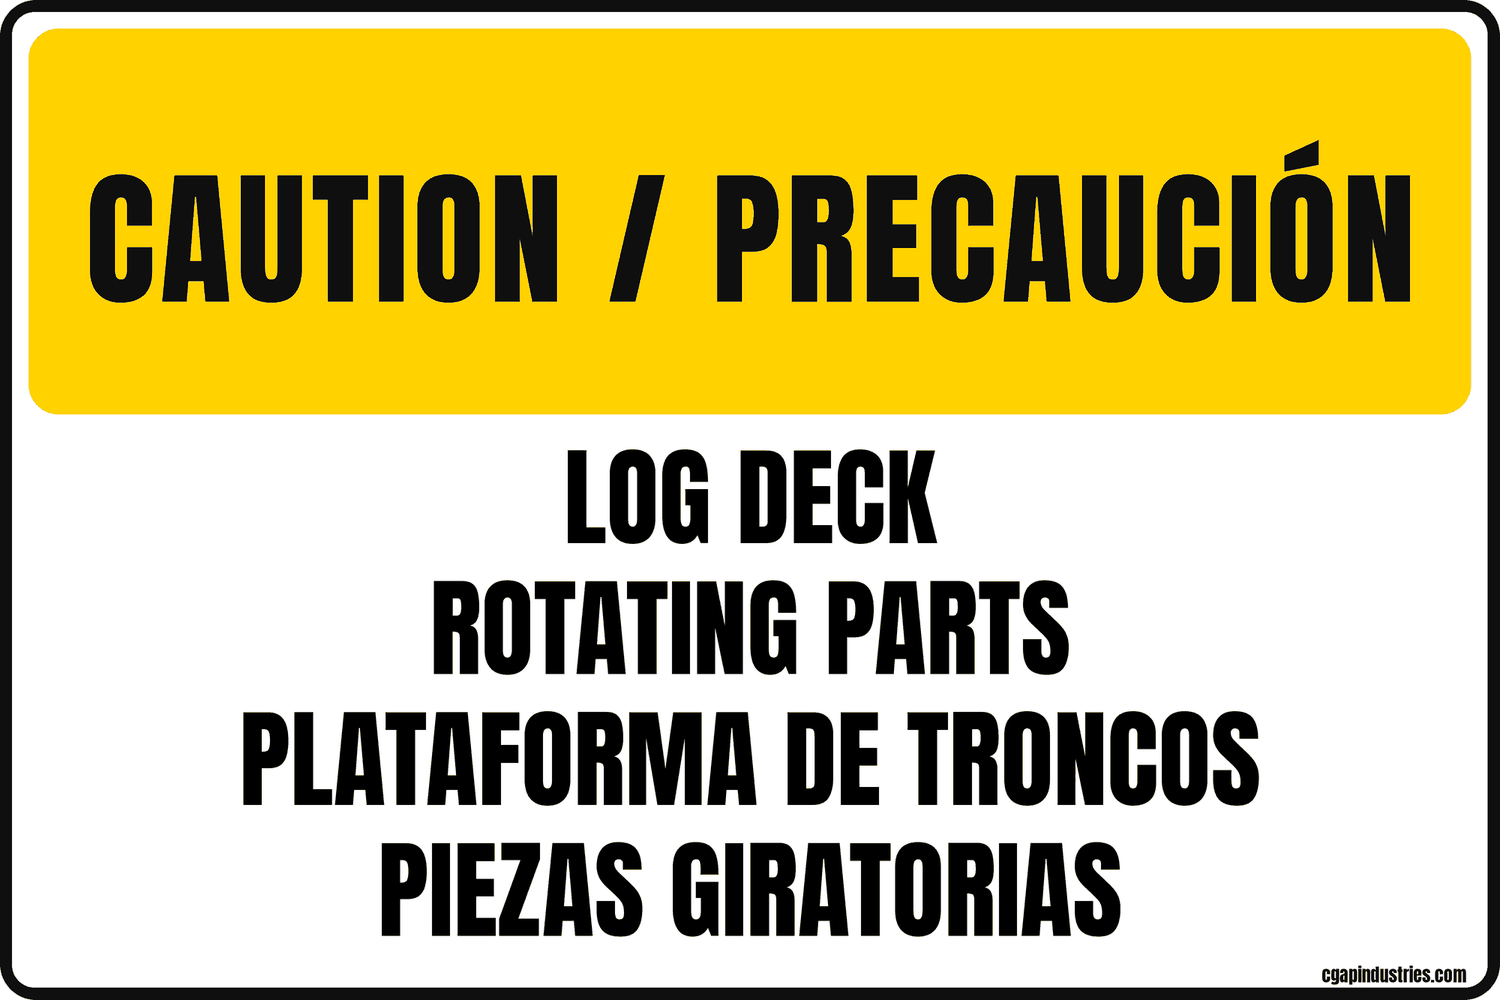 CAUTION / PRECAUCIÓN
LOG DECK
ROTATING PARTS
PLATAFORMA DE TRONCOS
PIEZAS GIRATORIAS
cgapindustries.com